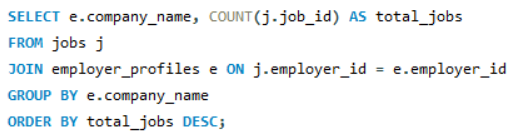 SELECT e.company_name, COUNT(j.job_id) AS total_jobs
FROM jobs j
JOIN employer_profiles e ON j.employer_id = e.employer_id
GROUP BY e.company_name
ORDER BY total_jobs DESC;